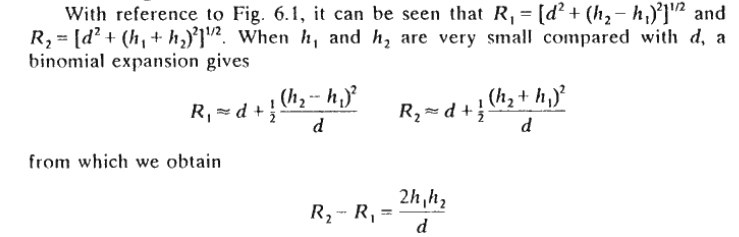 With reference to Fig. 6.1, it can be seen that R₁ = [d² + (h₂ – h₁)²]^{1/2} and
R₂ = [d² + (h₁ + h₂)²]^{1/2}. When h₁ and h₂ are very small compared with d, a
binomial expansion gives
R₁ ≈ d + ½ (h₂ – h₁)²/d    R₂ ≈ d + ½ (h₂ + h₁)²/d
from which we obtain
R₂ – R₁ = 2h₁h₂/d